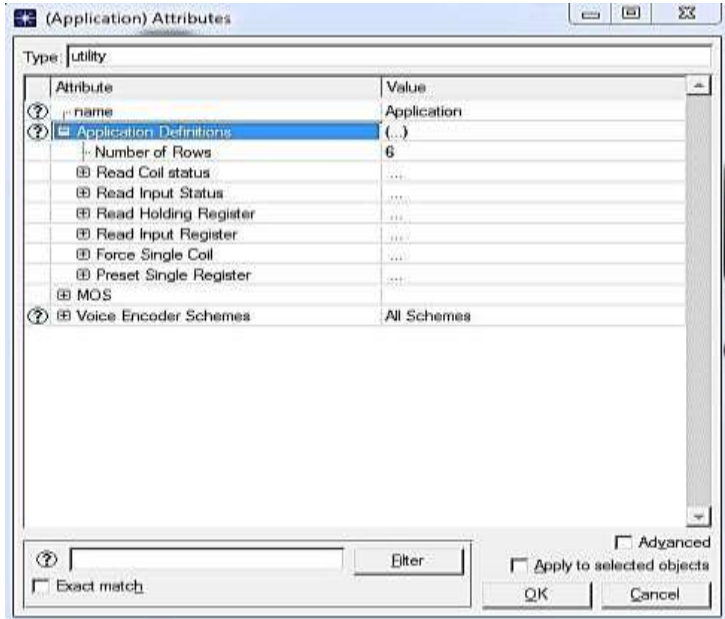 (Application) Attributes
Type: utility
Attribute Value
name Application
Application Definitions (...)
Number of Rows 6
Read Coil status ...
Read Input Status ...
Read Holding Register ...
Read Input Register ...
Force Single Coil ...
Preset Single Register ...
MOS
Voice Encoder Schemes All Schemes
Advanced
Filter
Apply to selected objects
Exact match
OK Cancel